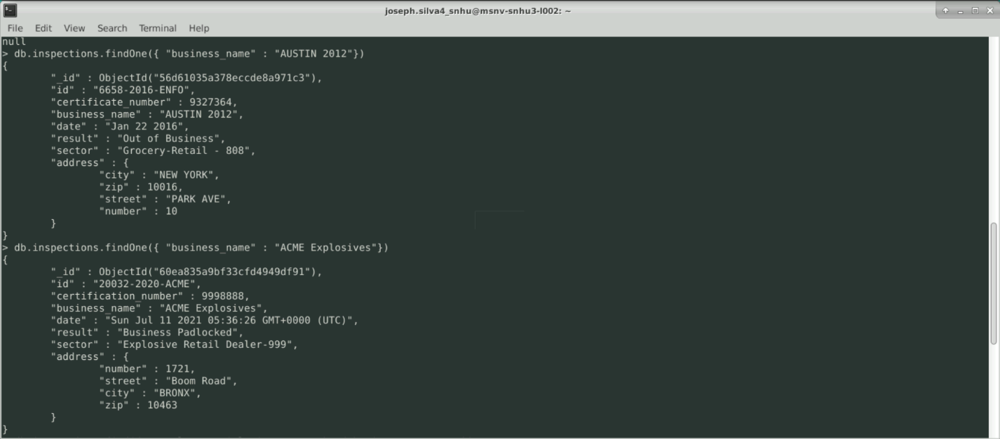 joseph.silva4_snhu@msnv-snhu3-l002: ~
File Edit View Search Terminal Help
null
> db.inspections.findOne({ "business_name" : "AUSTIN 2012"})
{
        "_id" : ObjectId("56d61035a378eccde8a971c3"),
        "id" : "6658-2016-ENFO",
        "certificate_number" : 9327364,
        "business_name" : "AUSTIN 2012",
        "date" : "Jan 22 2016",
        "result" : "Out of Business",
        "sector" : "Grocery-Retail - 808",
        "address" : {
                "city" : "NEW YORK",
                "zip" : 10016,
                "street" : "PARK AVE",
                "number" : 10
        }
}
> db.inspections.findOne({ "business_name" : "ACME Explosives"})
{
        "_id" : ObjectId("60ea835a9bf33cfd4949df91"),
        "id" : "20032-2020-ACME",
        "certification_number" : 9998888,
        "business_name" : "ACME Explosives",
        "date" : "Sun Jul 11 2021 05:36:26 GMT+0000 (UTC)",
        "result" : "Business Padlocked",
        "sector" : "Explosive Retail Dealer-999",
        "address" : {
                "number" : 1721,
                "street" : "Boom Road",
                "city" : "BRONX",
                "zip" : 10463
        }
}